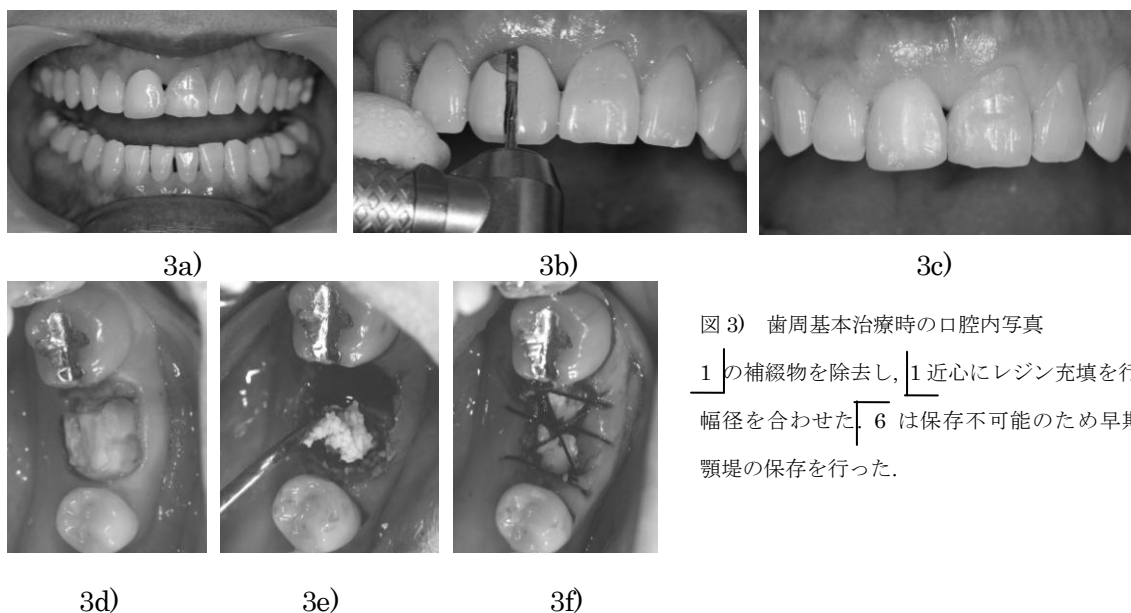 3a)
3b)
3c)
図 3) 歯周基本治療時の口腔内写真
1 の補綴物を除去し, 1 近心にレジン充填を行
幅径を合わせた. 6 は保存不可能のため早期
顎堤の保存を行った.
3d)
3e)
3f)